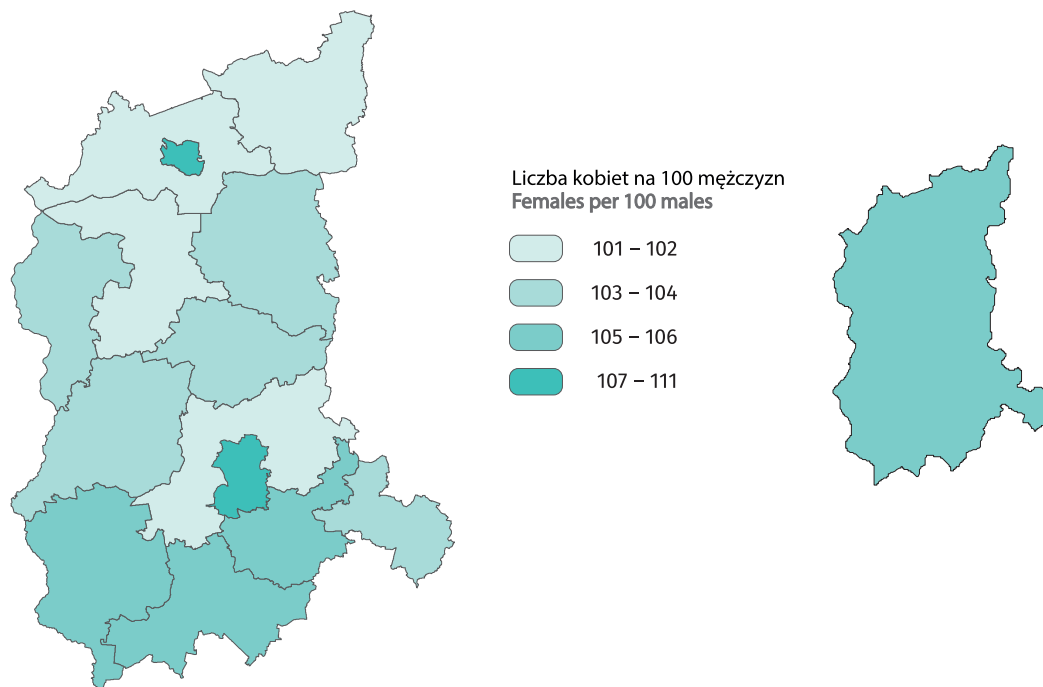 Liczba kobiet na 100 mężczyzn
Females per 100 males
101 – 102
103 – 104
105 – 106
107 – 111